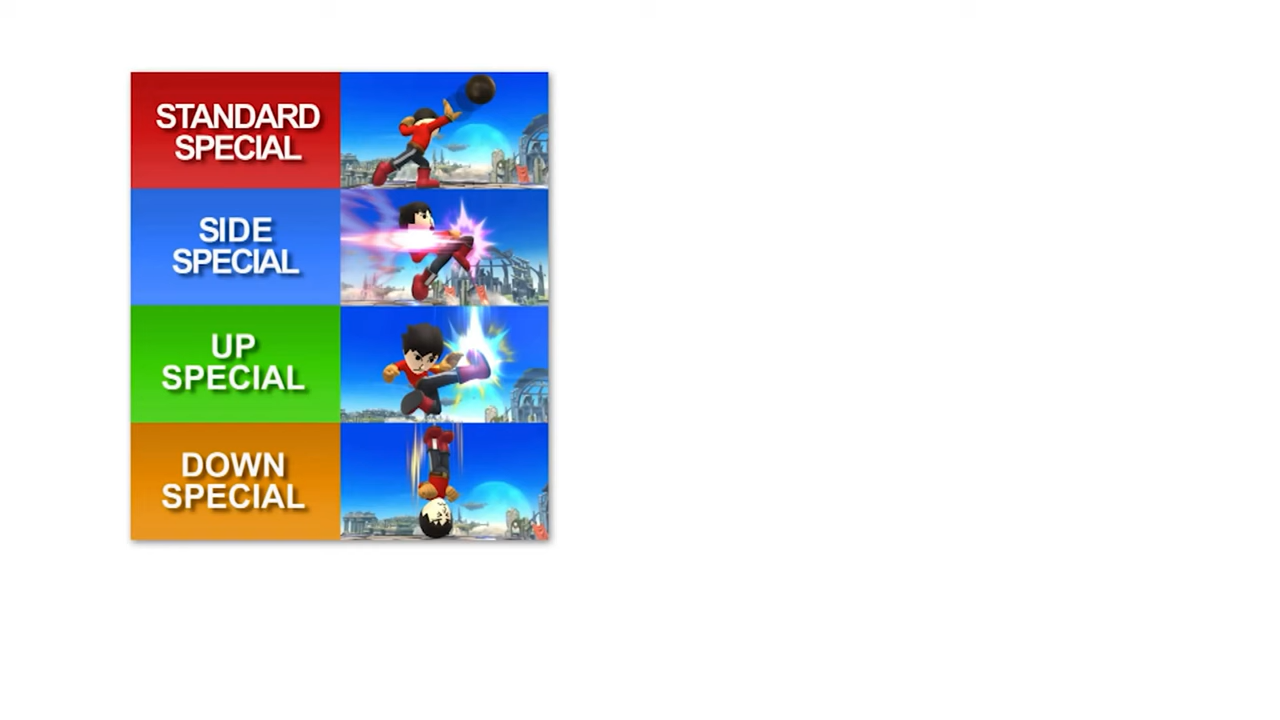 STANDARD
SPECIAL
SIDE
SPECIAL
UP
SPECIAL
DOWN
SPECIAL